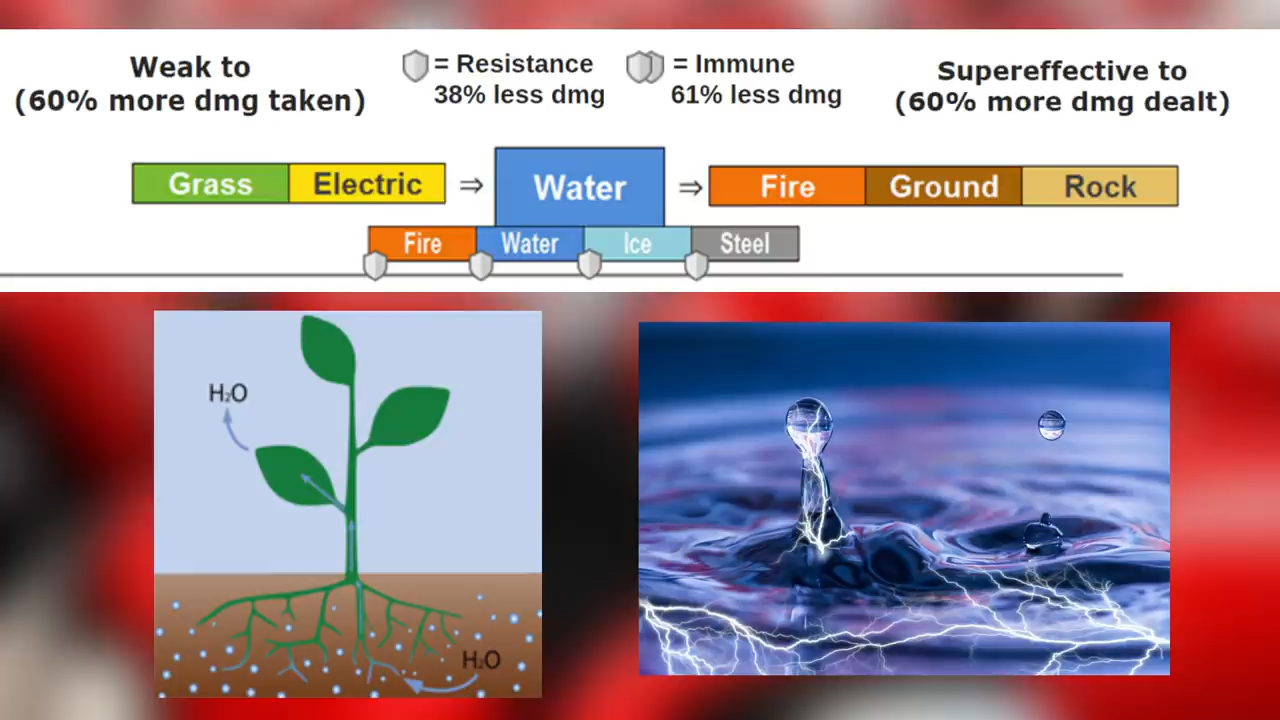 Weak to
(60% more dmg taken)
= Resistance
38% less dmg
= Immune
61% less dmg
Supereffective to
(60% more dmg dealt)
Grass Electric ⇒ Water ⇒ Fire Ground Rock
Fire Water Ice Steel
H₂O
H₂O